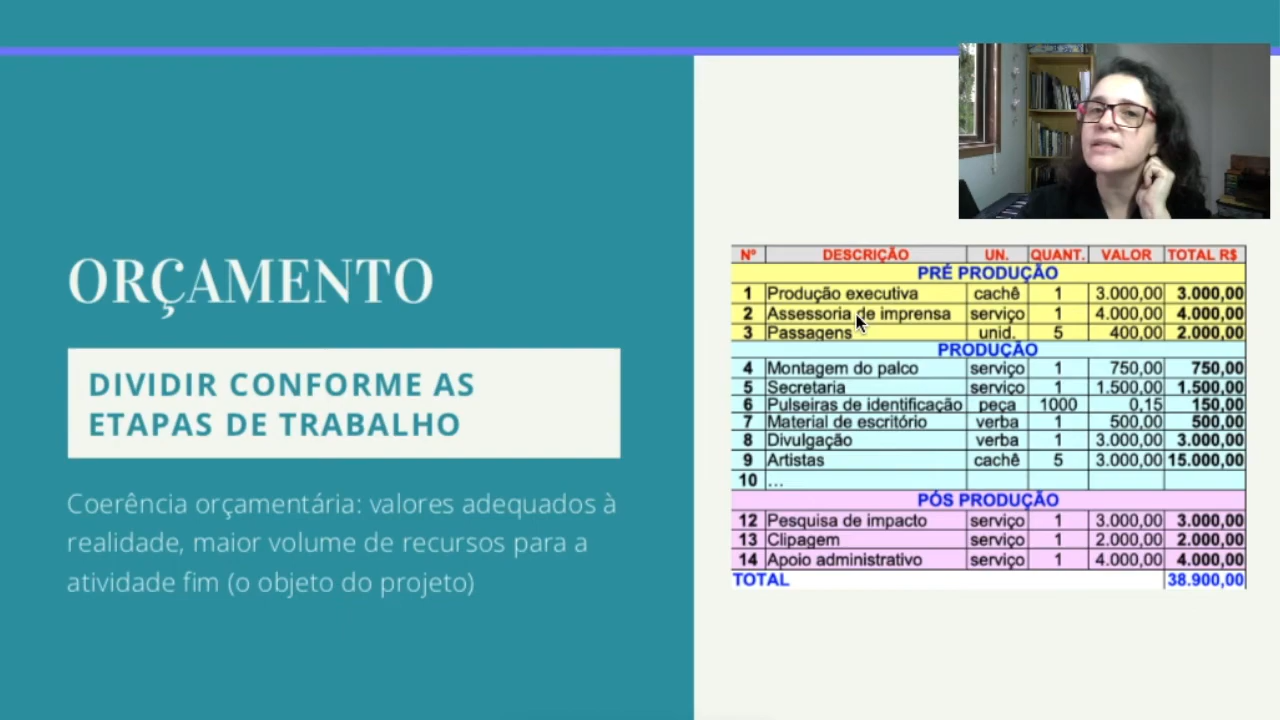 ORÇAMENTO
DIVIDIR CONFORME AS
ETAPAS DE TRABALHO
Coerência orçamentária: valores adequados à
realidade, maior volume de recursos para a
atividade fim (o objeto do projeto)
Nº DESCRIÇÃO UN. QUANT. VALOR TOTAL R$
PRÉ PRODUÇÃO
1 Produção executiva cachê 1 3.000,00 3.000,00
2 Assessoria de imprensa serviço 1 4.000,00 4.000,00
3 Passagens unid. 5 400,00 2.000,00
PRODUÇÃO
4 Montagem do palco serviço 1 750,00 750,00
5 Secretaria serviço 1 1.500,00 1.500,00
6 Pulseiras de identificação peça 1000 0,15 150,00
7 Material de escritório verba 1 500,00 500,00
8 Divulgação verba 1 3.000,00 3.000,00
9 Artistas cachê 5 3.000,00 15.000,00
10 ...
PÓS PRODUÇÃO
12 Pesquisa de impacto serviço 1 3.000,00 3.000,00
13 Clipagem serviço 1 2.000,00 2.000,00
14 Apoio administrativo serviço 1 4.000,00 4.000,00
TOTAL 38.900,00